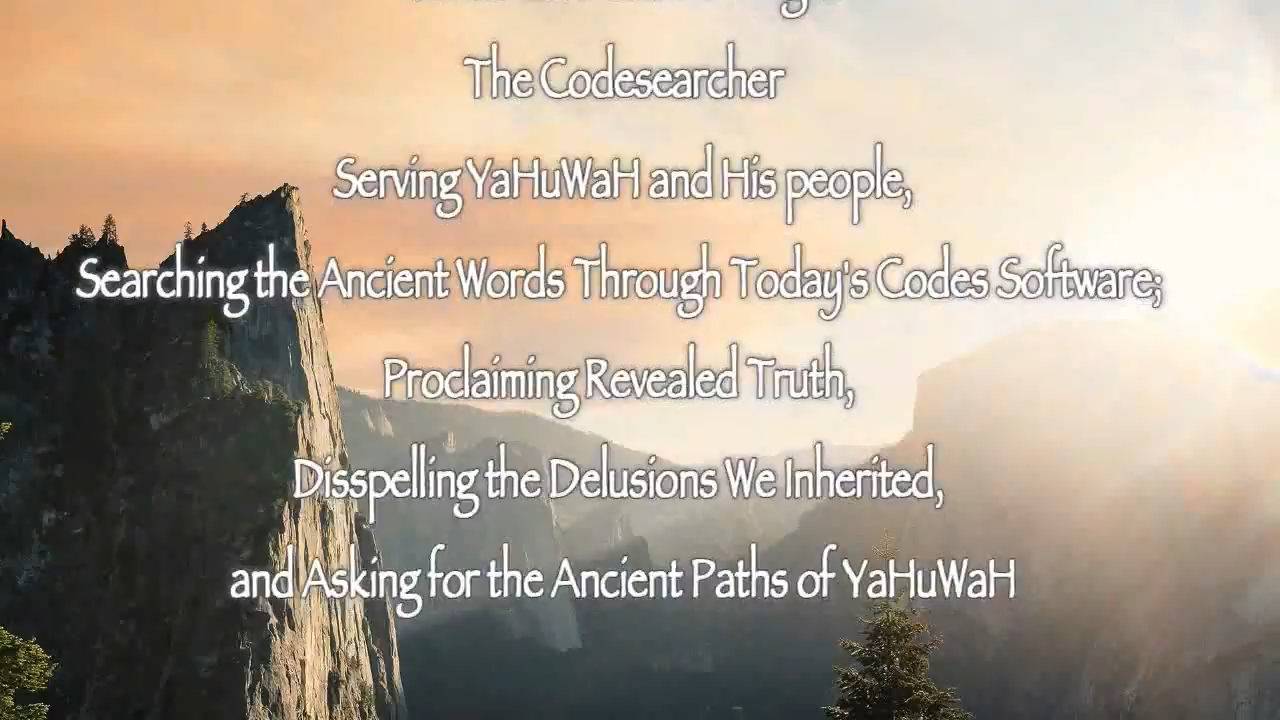 The Codesearcher
Serving YaHuWaH and His people,
Searching the Ancient Words Through Today's Codes Software;
Proclaiming Revealed Truth,
Disspelling the Delusions We Inherited,
and Asking for the Ancient Paths of YaHuWaH